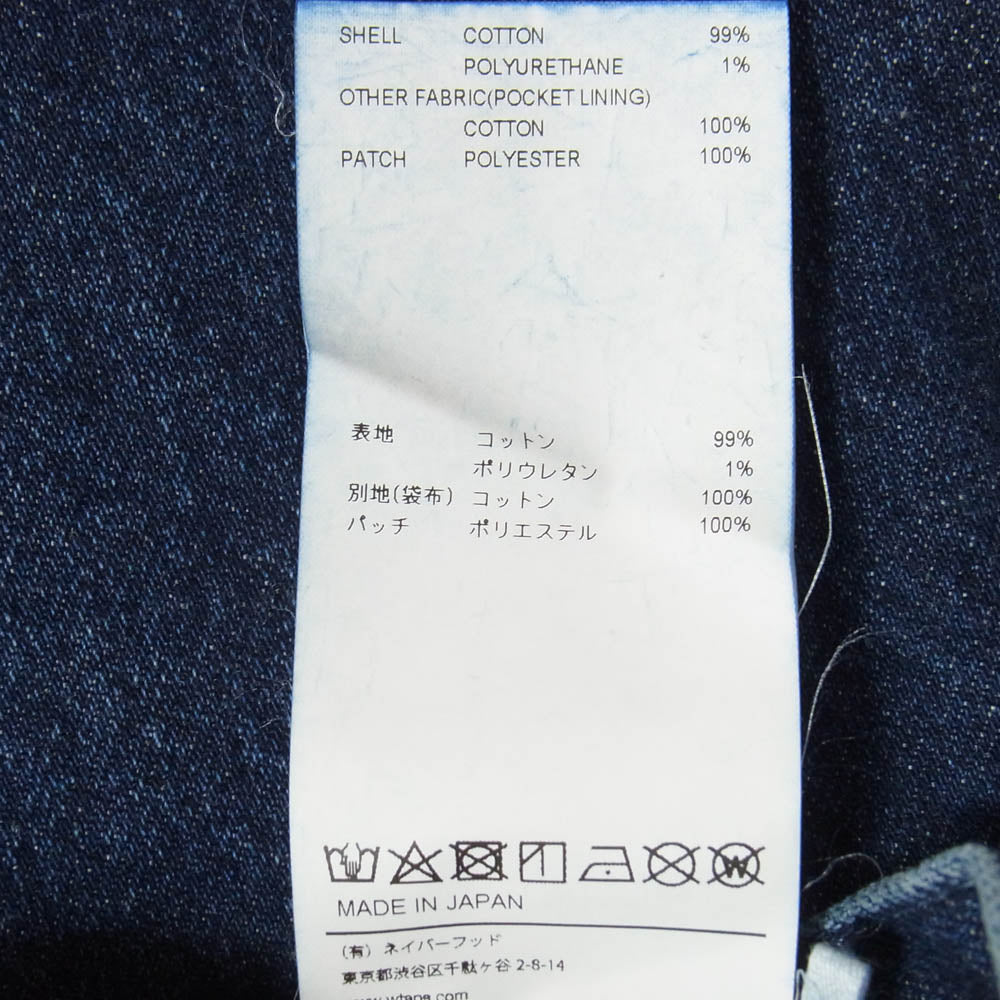 SHELL COTTON 99%
POLYURETHANE 1%
OTHER FABRIC(POCKET LINING)
COTTON 100%
PATCH POLYESTER 100%
表地 コットン 99%
ポリウレタン 1%
別地(袋布) コットン 100%
パッチ ポリエステル 100%
W
MADE IN JAPAN
(有) ネイバーフッド
東京都渋谷区千駄ヶ谷 2-8-14